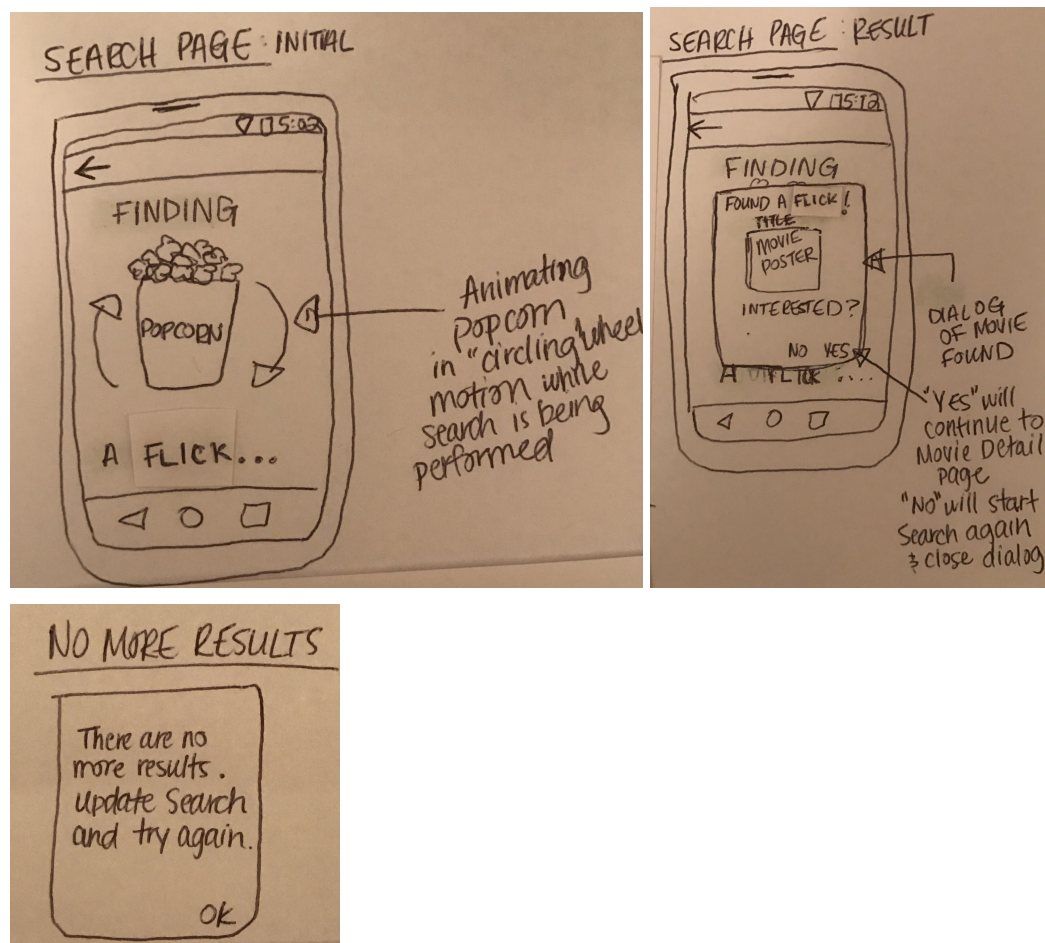 SEARCH PAGE : INITIAL
5:02
FINDING
POPCORN
A FLICK...
Animating
popcorn
in "circling" wheel
motion while
search is being
performed
SEARCH PAGE : RESULT
5:12
FINDING
FOUND A FLICK!
TITLE
MOVIE
POSTER
INTERESTED?
NO YES
A FLICK ....
DIALOG
OF MOVIE
FOUND
"YES" will
continue to
Movie Detail
page
"No" will start
Search again
& close dialog
NO MORE RESULTS
There are no
more results.
Update Search
and try again.
OK